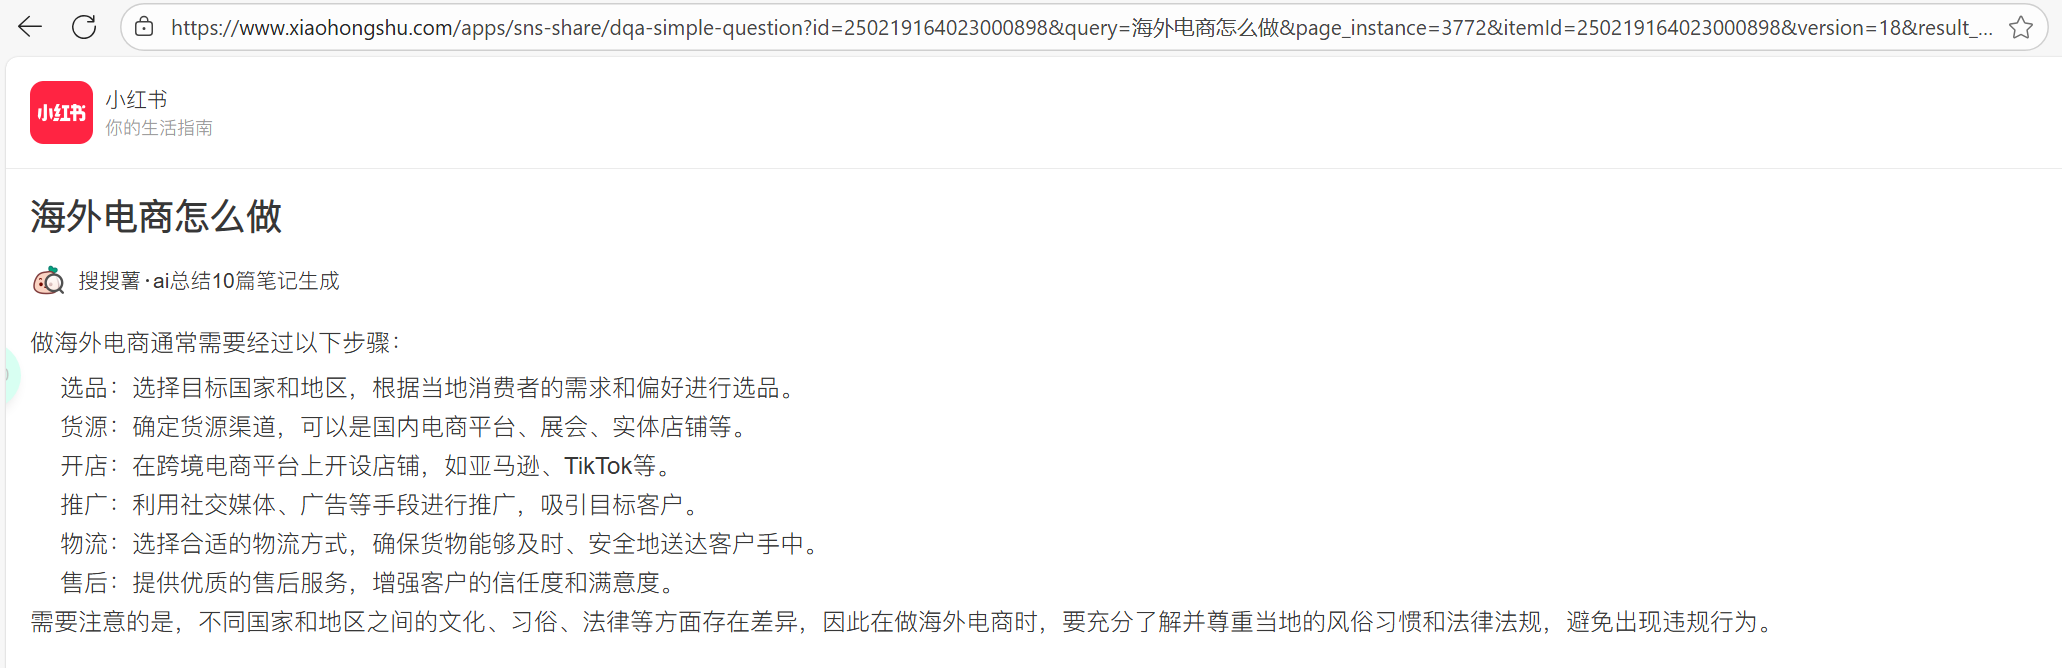 https://www.xiaohongshu.com/apps/sns-share/dqa-simple-question?id=250219164023000898&query=海外电商怎么做&page_instance=3772&itemId=250219164023000898&version=18&result_...
小红书
小红书
你的生活指南
海外电商怎么做
搜搜薯·ai总结10篇笔记生成
做海外电商通常需要经过以下步骤：
选品：选择目标国家和地区，根据当地消费者的需求和偏好进行选品。
货源：确定货源渠道，可以是国内电商平台、展会、实体店铺等。
开店：在跨境电商平台上开设店铺，如亚马逊、TikTok等。
推广：利用社交媒体、广告等手段进行推广，吸引目标客户。
物流：选择合适的物流方式，确保货物能够及时、安全地送达客户手中。
售后：提供优质的售后服务，增强客户的信任度和满意度。
需要注意的是，不同国家和地区之间的文化、习俗、法律等方面存在差异，因此在做海外电商时，要充分了解并尊重当地的风俗习惯和法律法规，避免出现违规行为。